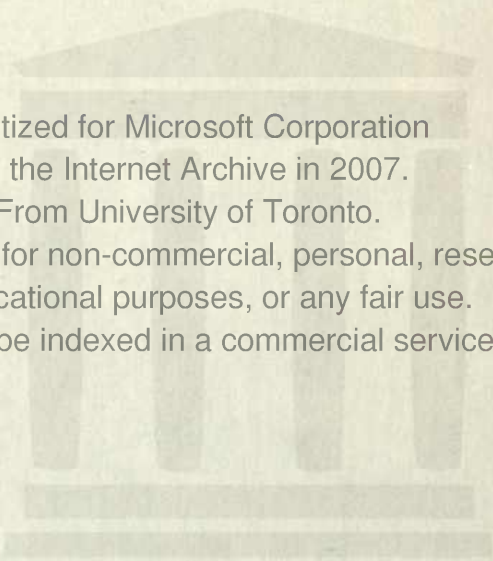 tized for Microsoft Corporation
the Internet Archive in 2007.
From University of Toronto.
for non-commercial, personal, rese
cational purposes, or any fair use.
be indexed in a commercial service